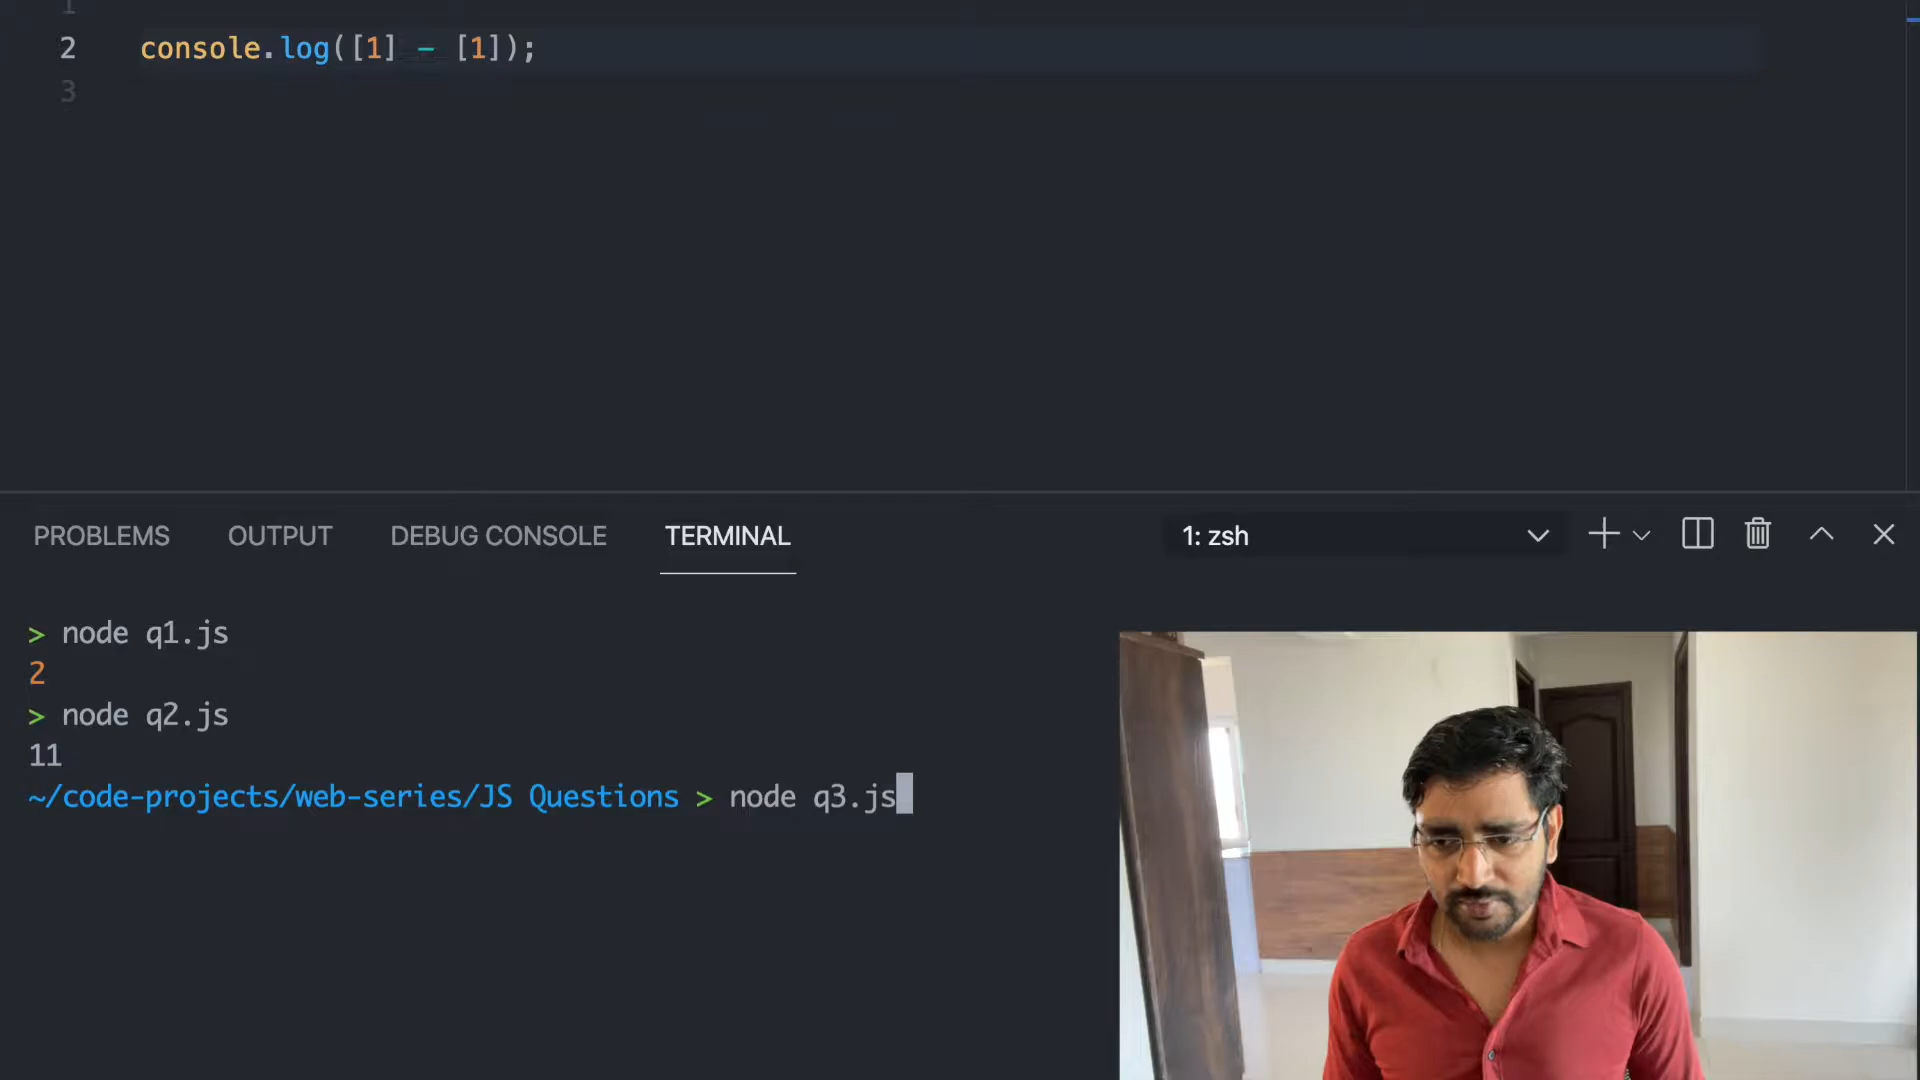 1
2 console.log([1] - [1]);
3
PROBLEMS OUTPUT DEBUG CONSOLE TERMINAL 1: zsh
> node q1.js
2
> node q2.js
11
~/code-projects/web-series/JS Questions > node q3.js